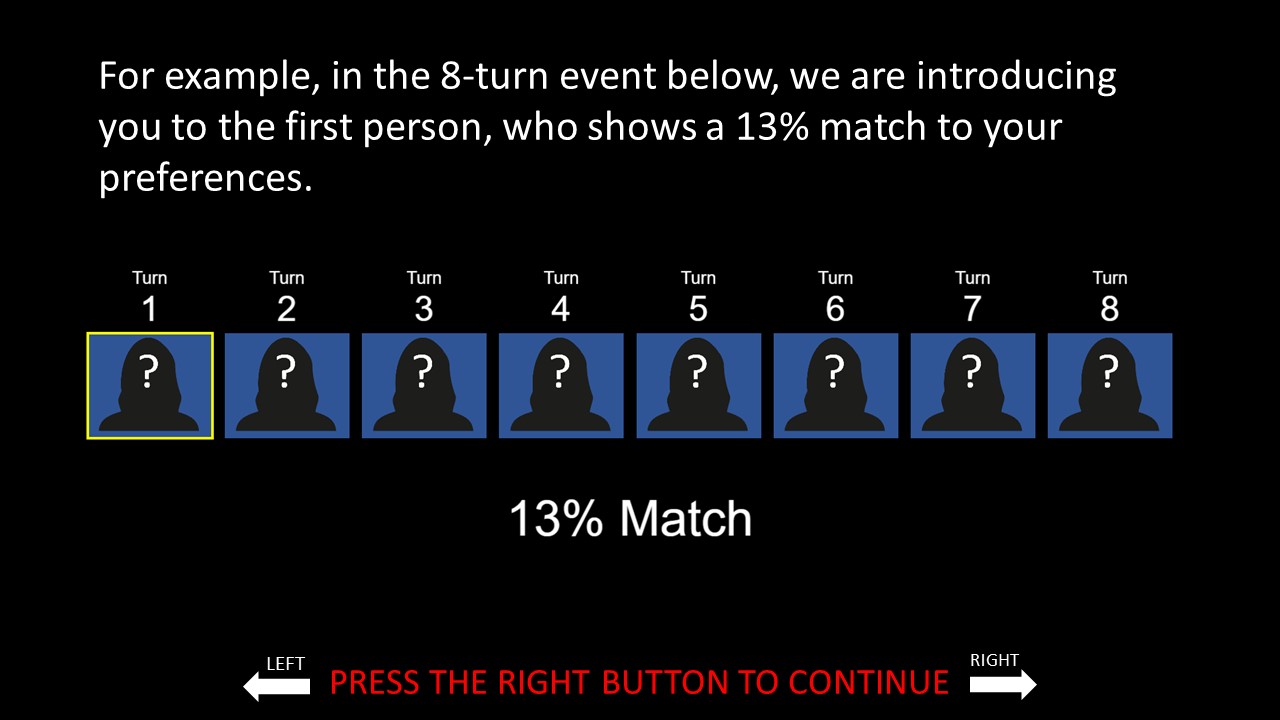 For example, in the 8-turn event below, we are introducing
you to the first person, who shows a 13% match to your
preferences.
Turn Turn Turn Turn Turn Turn Turn Turn
1 2 3 4 5 6 7 8
? ? ? ? ? ? ? ?
13% Match
LEFT PRESS THE RIGHT BUTTON TO CONTINUE RIGHT